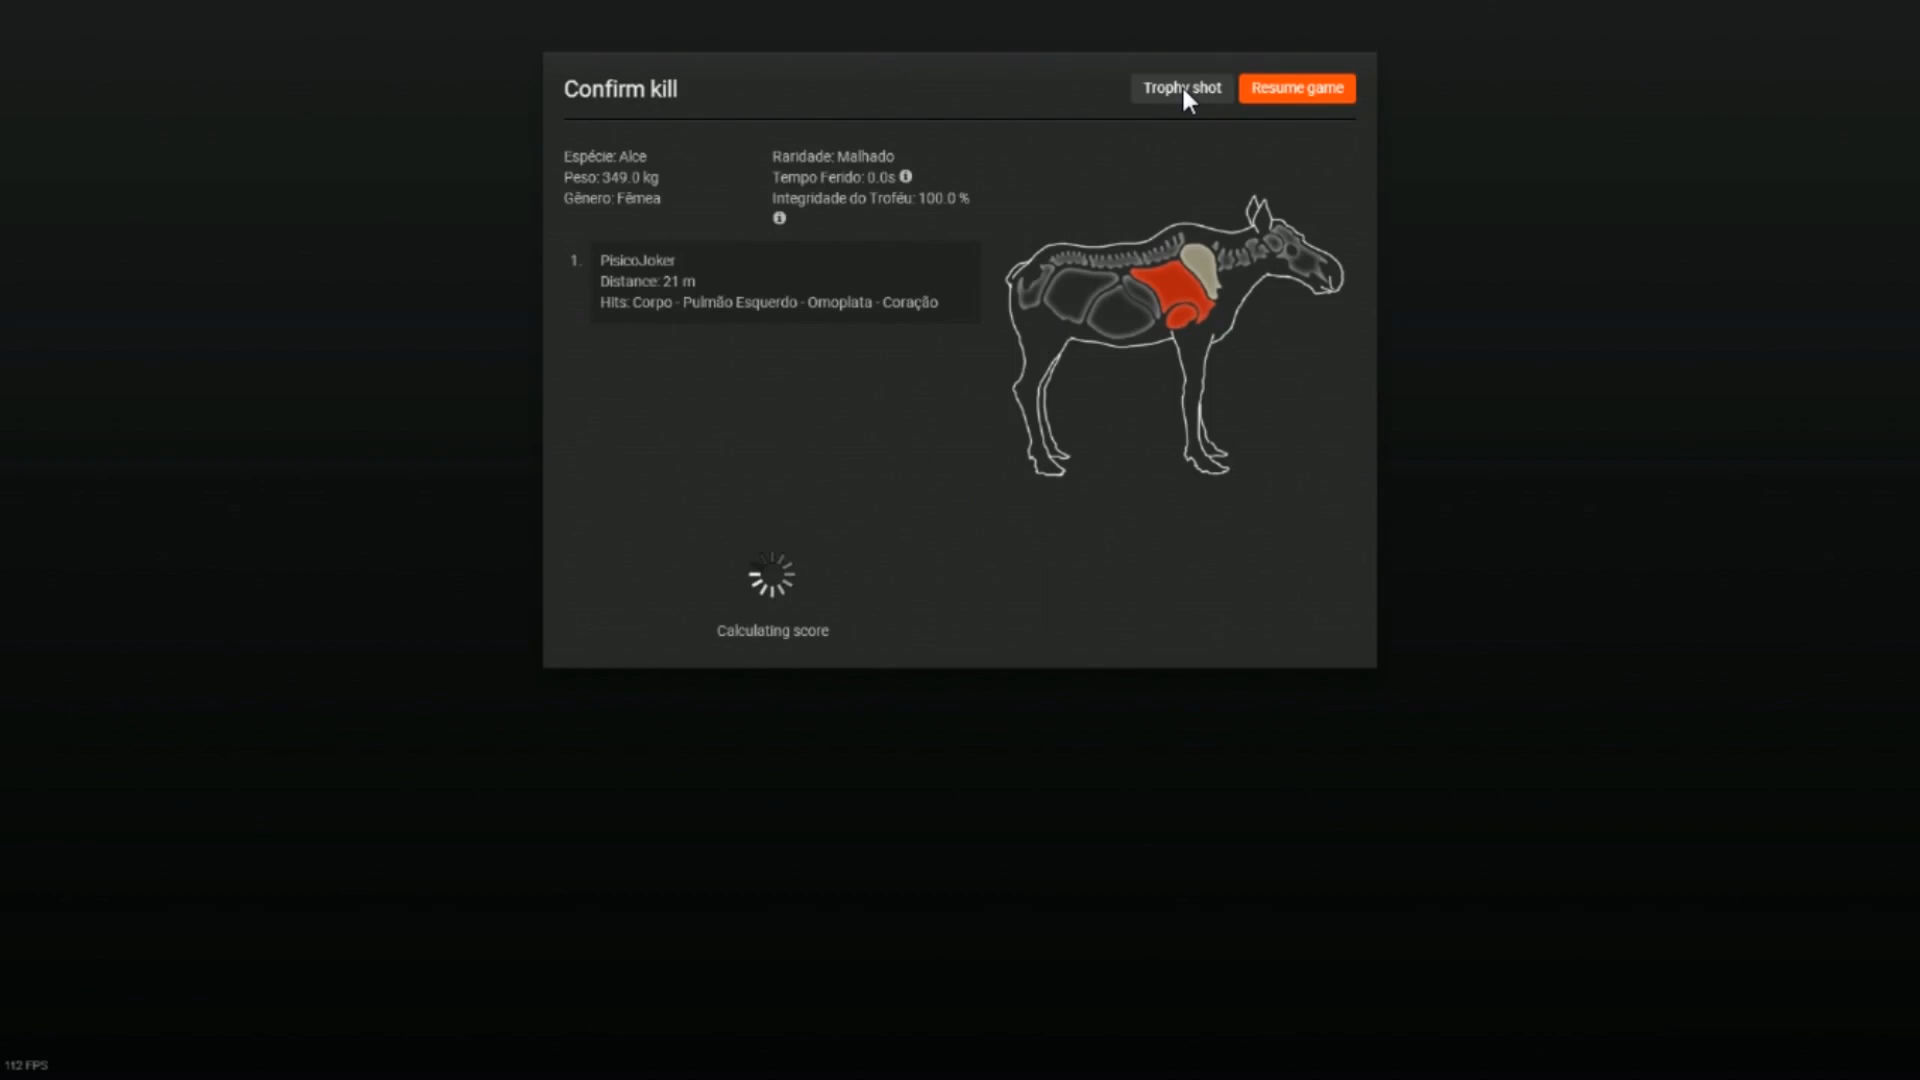 Confirm kill
Trophy shot
Resume game
Espécie: Alce
Peso: 349.0 kg
Gênero: Fêmea
Raridade: Malhado
Tempo Ferido: 0.0s
Integridade do Troféu: 100.0 %
1.
PisicoJoker
Distance: 21 m
Hits: Corpo - Pulmão Esquerdo - Omoplata - Coração
Calculating score
112 FPS